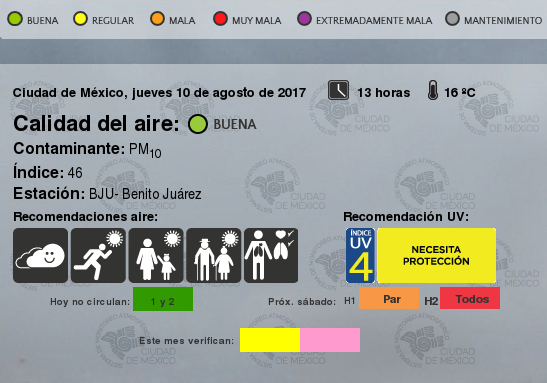 BUENA REGULAR MALA MUY MALA EXTREMADAMENTE MALA MANTENIMIENTO
Ciudad de México, jueves 10 de agosto de 2017 13 horas 16 ºC
Calidad del aire: BUENA
Contaminante: PM10
Índice: 46
Estación: BJU- Benito Juárez
Recomendaciones aire: Recomendación UV:
ÍNDICE
UV
4
NECESITA
PROTECCIÓN
Hoy no circulan: 1 y 2 Próx. sábado: H1 Par H2 Todos
Este mes verifican:
CIUDAD
DE MÉXICO